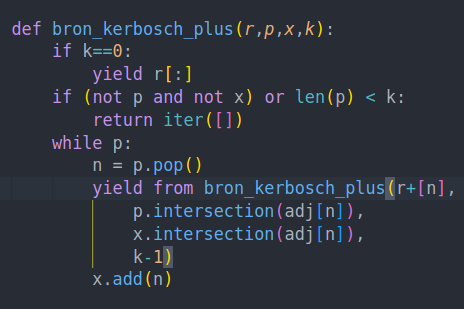 def bron_kerbosch_plus(r,p,x,k):
    if k==0:
        yield r[:]
    if (not p and not x) or len(p) < k:
        return iter([])
    while p:
        n = p.pop()
        yield from bron_kerbosch_plus(r+[n],
               p.intersection(adj[n]),
               x.intersection(adj[n]),
               k-1)
        x.add(n)